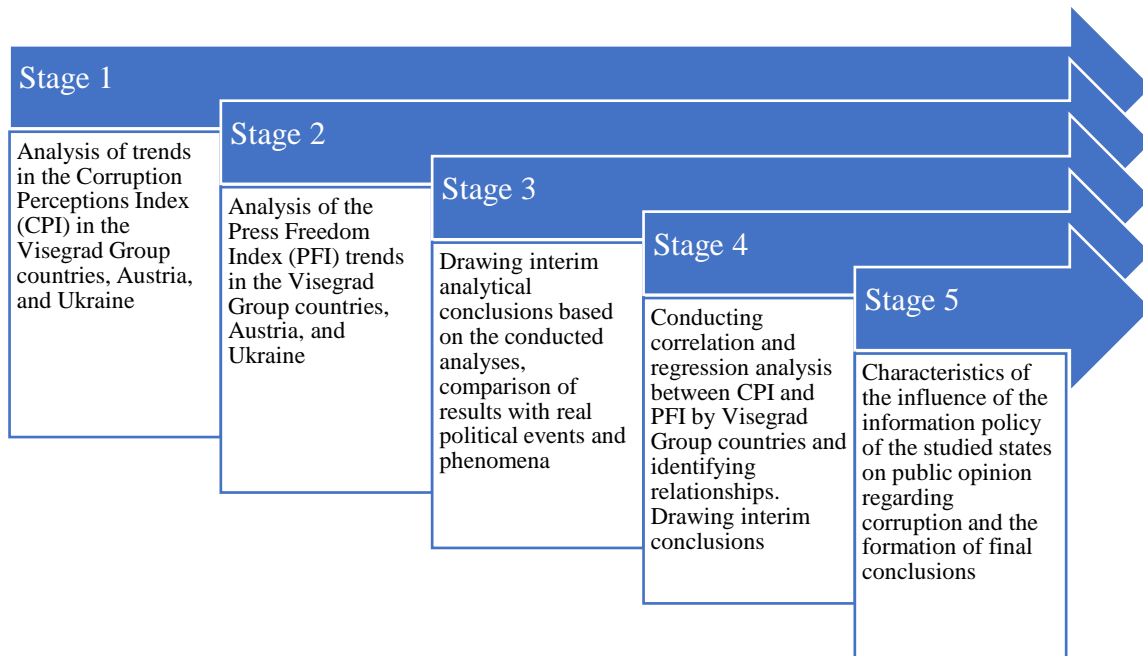 Stage 1
Analysis of trends
in the Corruption
Perceptions Index
(CPI) in the
Visegrad Group
countries, Austria,
and Ukraine
Stage 2
Analysis of the
Press Freedom
Index (PFI) trends
in the Visegrad
Group countries,
Austria, and
Ukraine
Stage 3
Drawing interim
analytical
conclusions based
on the conducted
analyses,
comparison of
results with real
political events and
phenomena
Stage 4
Conducting
correlation and
regression analysis
between CPI and
PFI by Visegrad
Group countries and
identifying
relationships.
Drawing interim
conclusions
Stage 5
Characteristics of
the influence of the
information policy
of the studied states
on public opinion
regarding
corruption and the
formation of final
conclusions